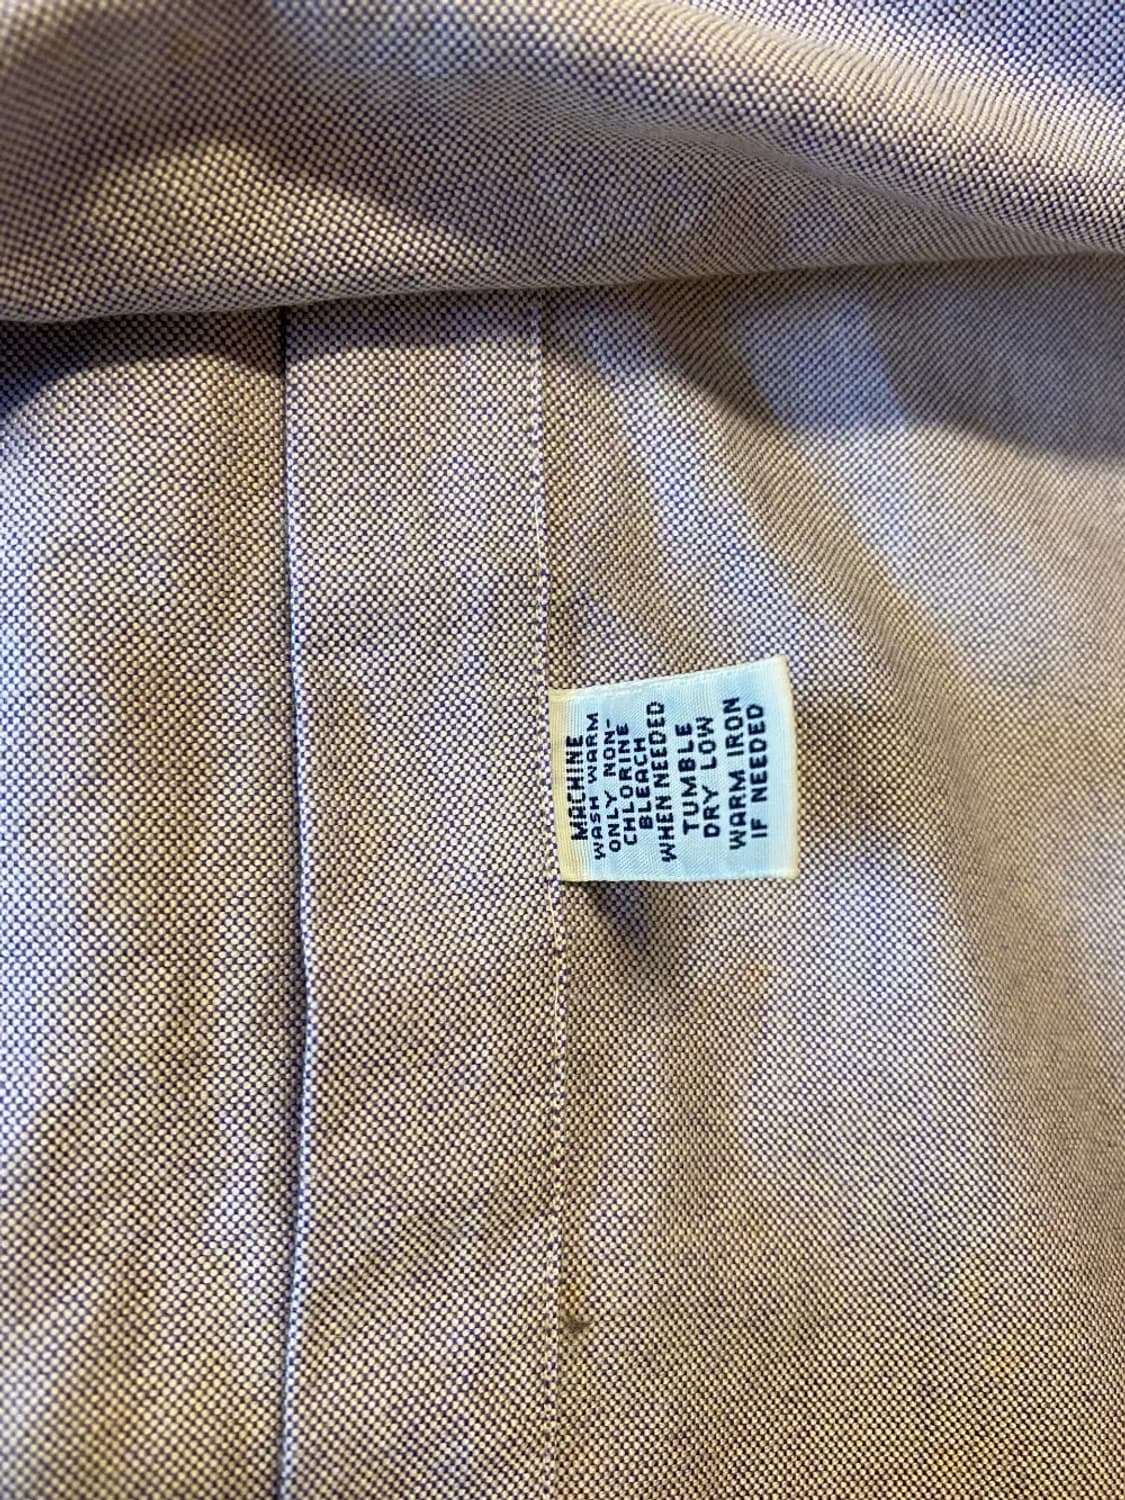 MACHINE
WASH WARM
ONLY NON-
CHLORINE
BLEACH
WHEN NEEDED
TUMBLE
DRY LOW
WARM IRON
IF NEEDED